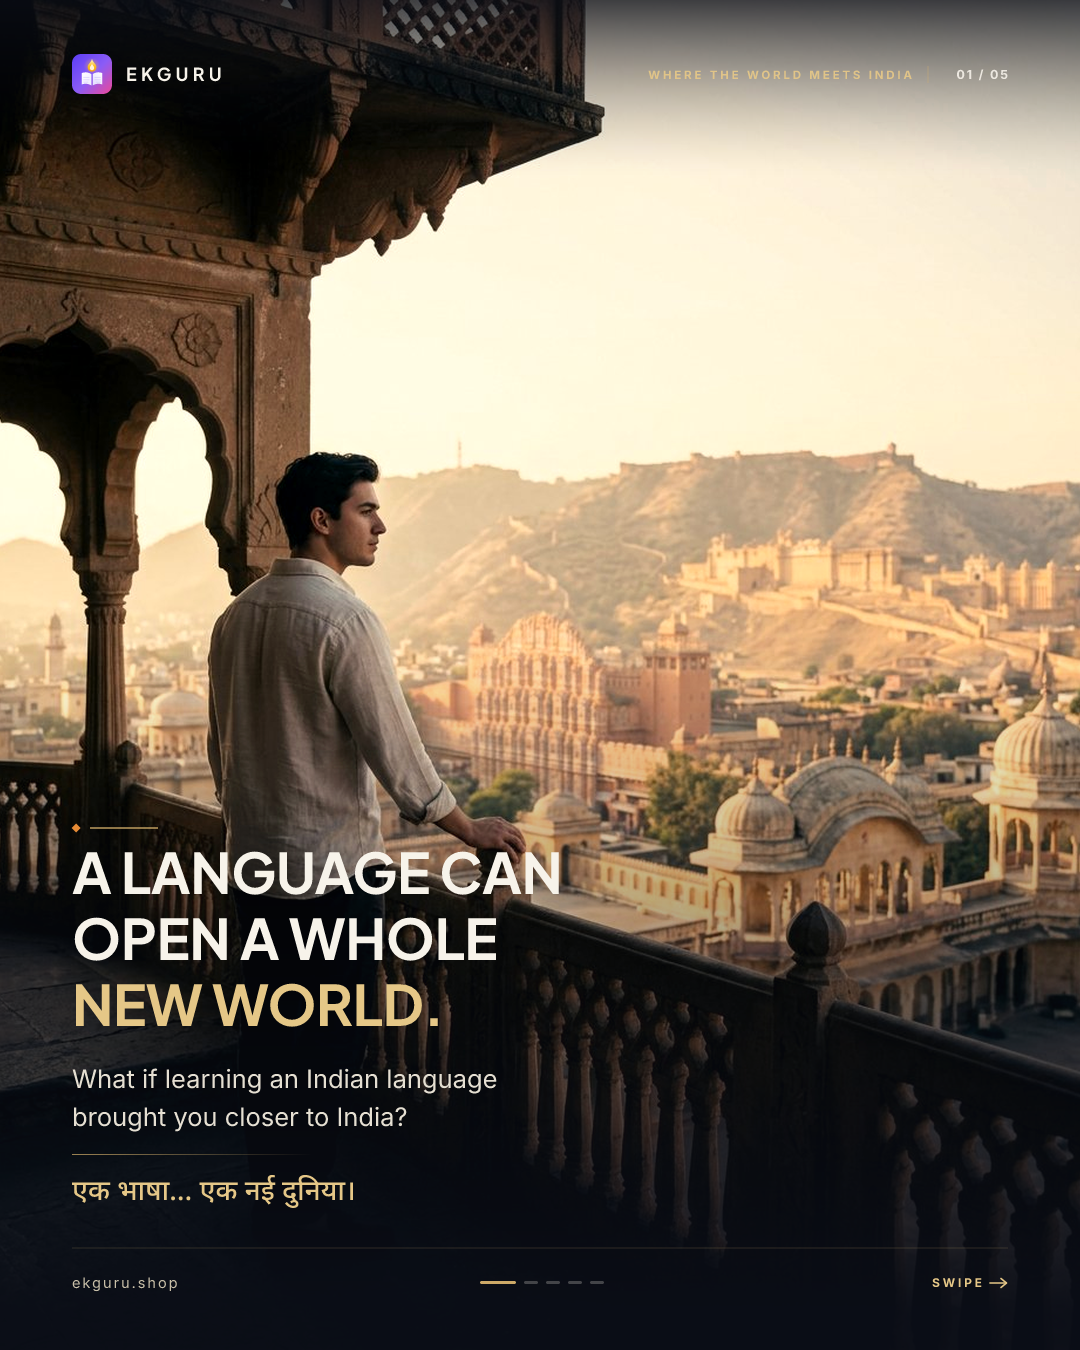 EKGURU
WHERE THE WORLD MEETS INDIA
01 / 05
A LANGUAGE CAN
OPEN A WHOLE
NEW WORLD.
What if learning an Indian language
brought you closer to India?
एक भाषा... एक नई दुनिया।
ekguru.shop
SWIPE →